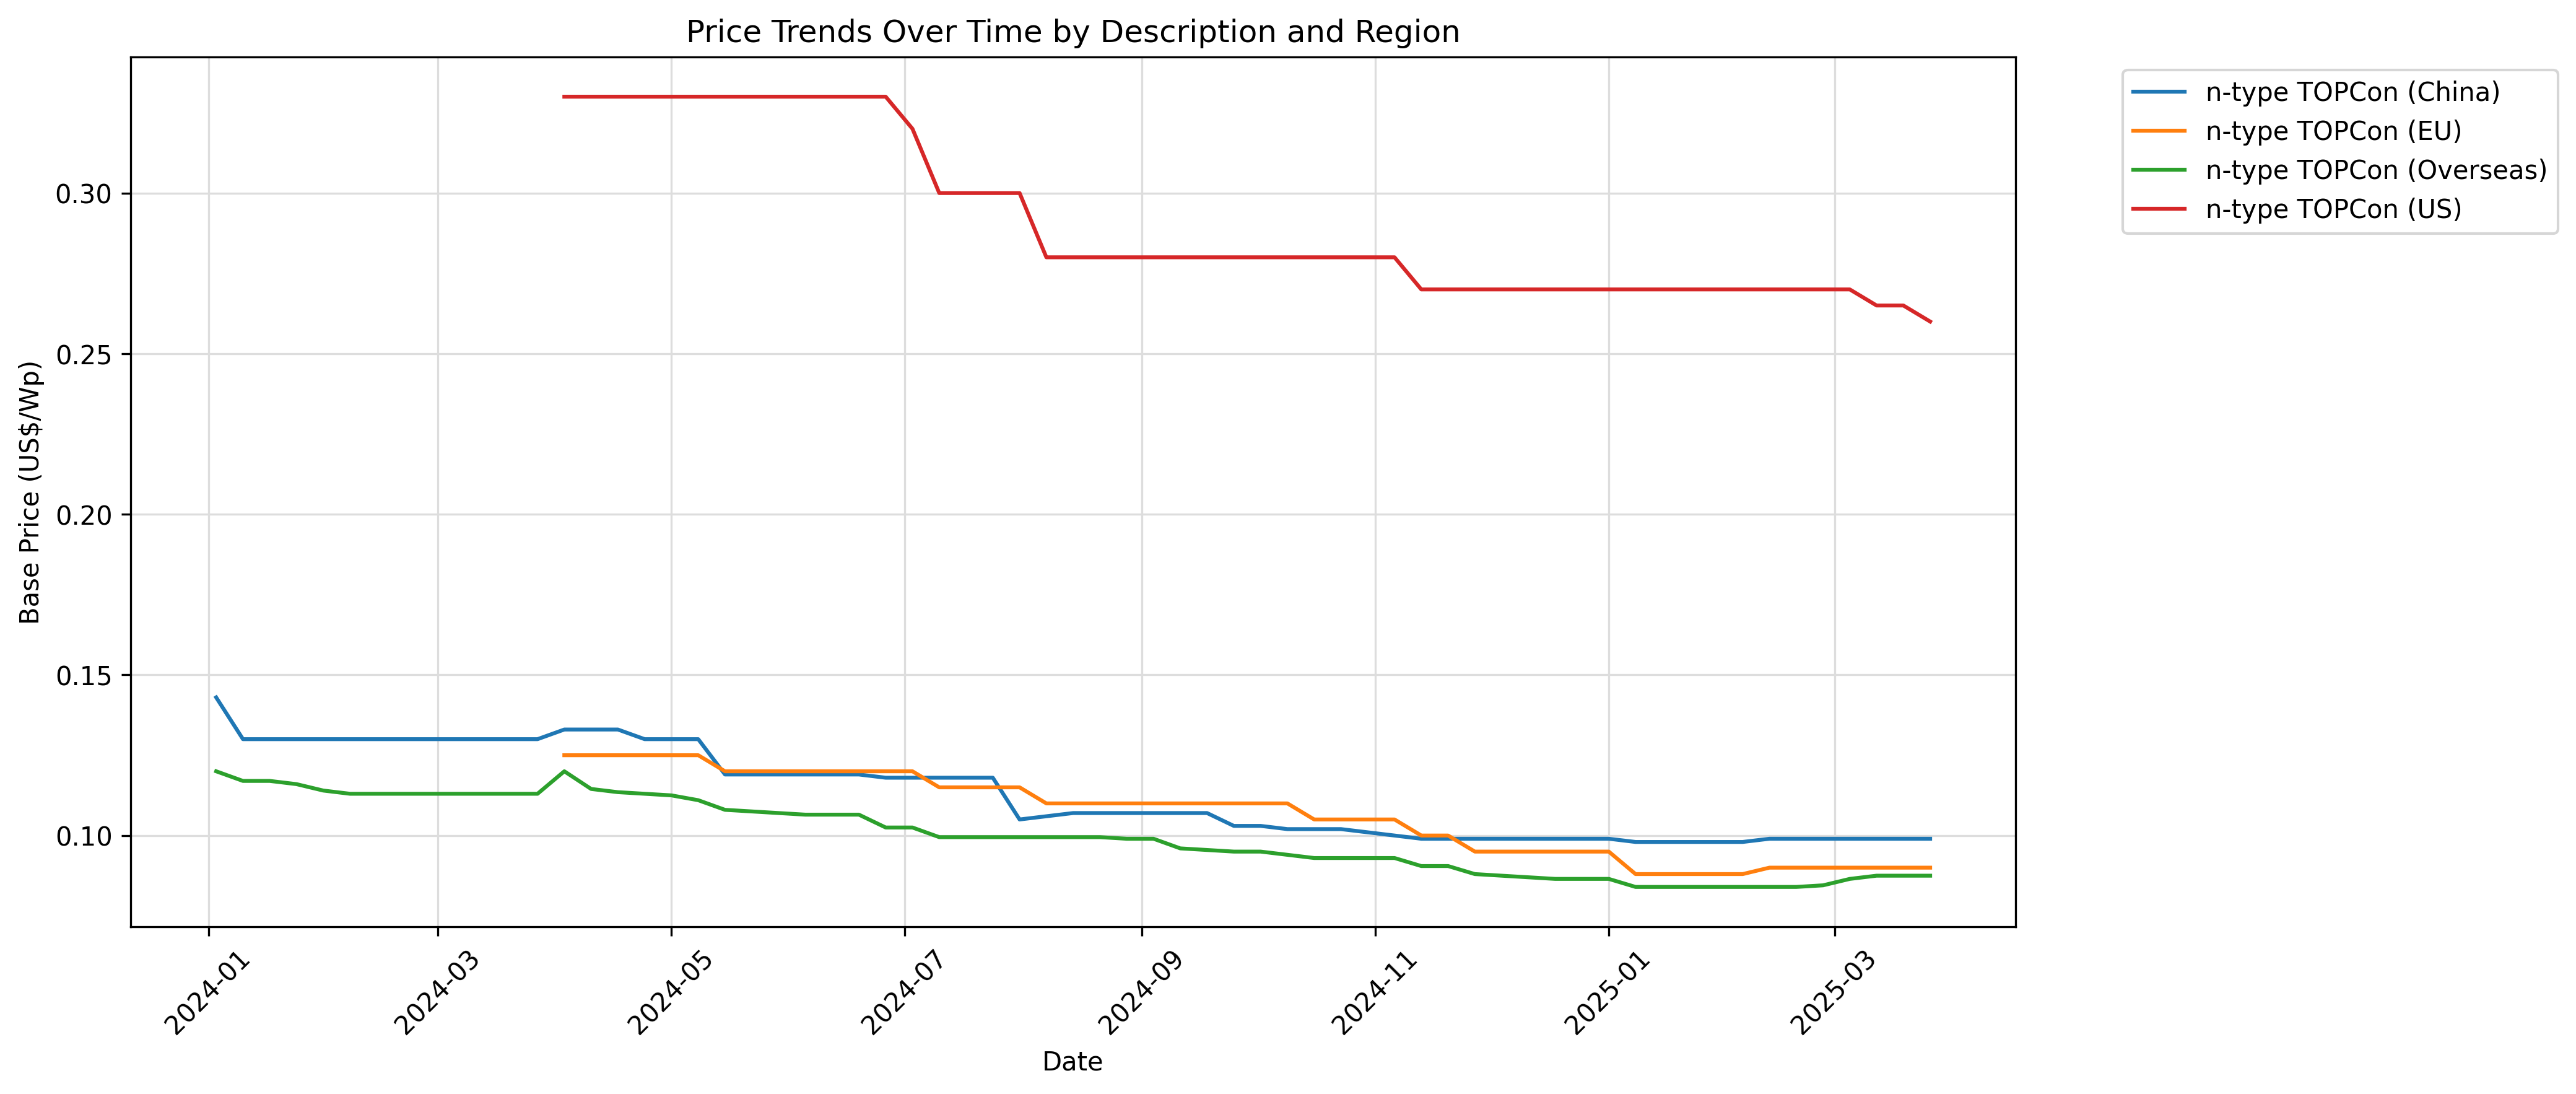 Price Trends Over Time by Description and Region
n-type TOPCon (China)
n-type TOPCon (EU)
n-type TOPCon (Overseas)
n-type TOPCon (US)
Base Price (US$/Wp)
0.30
0.25
0.20
0.15
0.10
2024-01
2024-03
2024-05
2024-07
2024-09
2024-11
2025-01
2025-03
Date